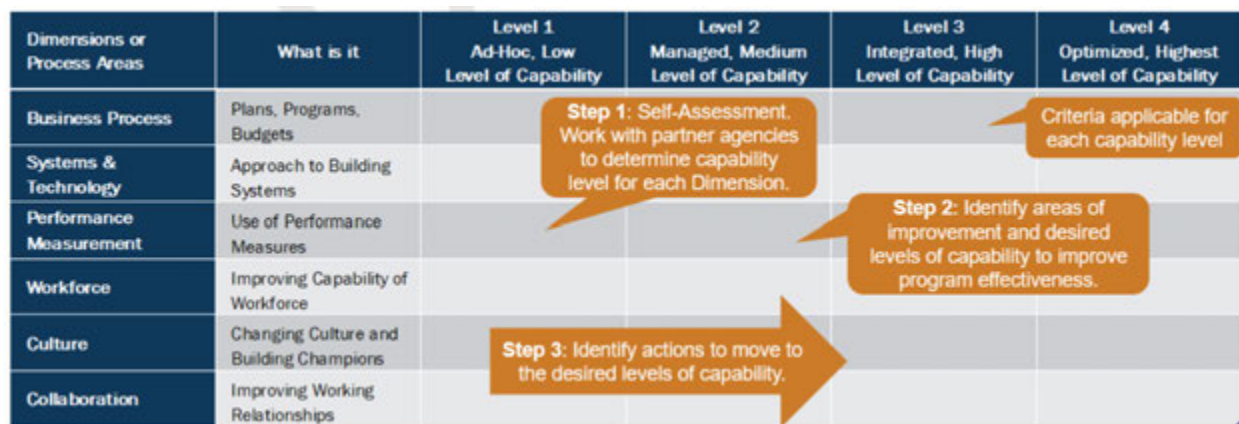 Dimensions or
Process Areas
What is it
Level 1
Ad-Hoc, Low
Level of Capability
Level 2
Managed, Medium
Level of Capability
Level 3
Integrated, High
Level of Capability
Level 4
Optimized, Highest
Level of Capability
Business Process
Plans, Programs,
Budgets
Step 1: Self-Assessment.
Work with partner agencies
to determine capability
level for each Dimension.
Criteria applicable for
each capability level
Systems &
Technology
Approach to Building
Systems
Performance
Measurement
Use of Performance
Measures
Step 2: Identify areas of
improvement and desired
levels of capability to improve
program effectiveness.
Workforce
Improving Capability of
Workforce
Culture
Changing Culture and
Building Champions
Step 3: Identify actions to move to
the desired levels of capability.
Collaboration
Improving Working
Relationships